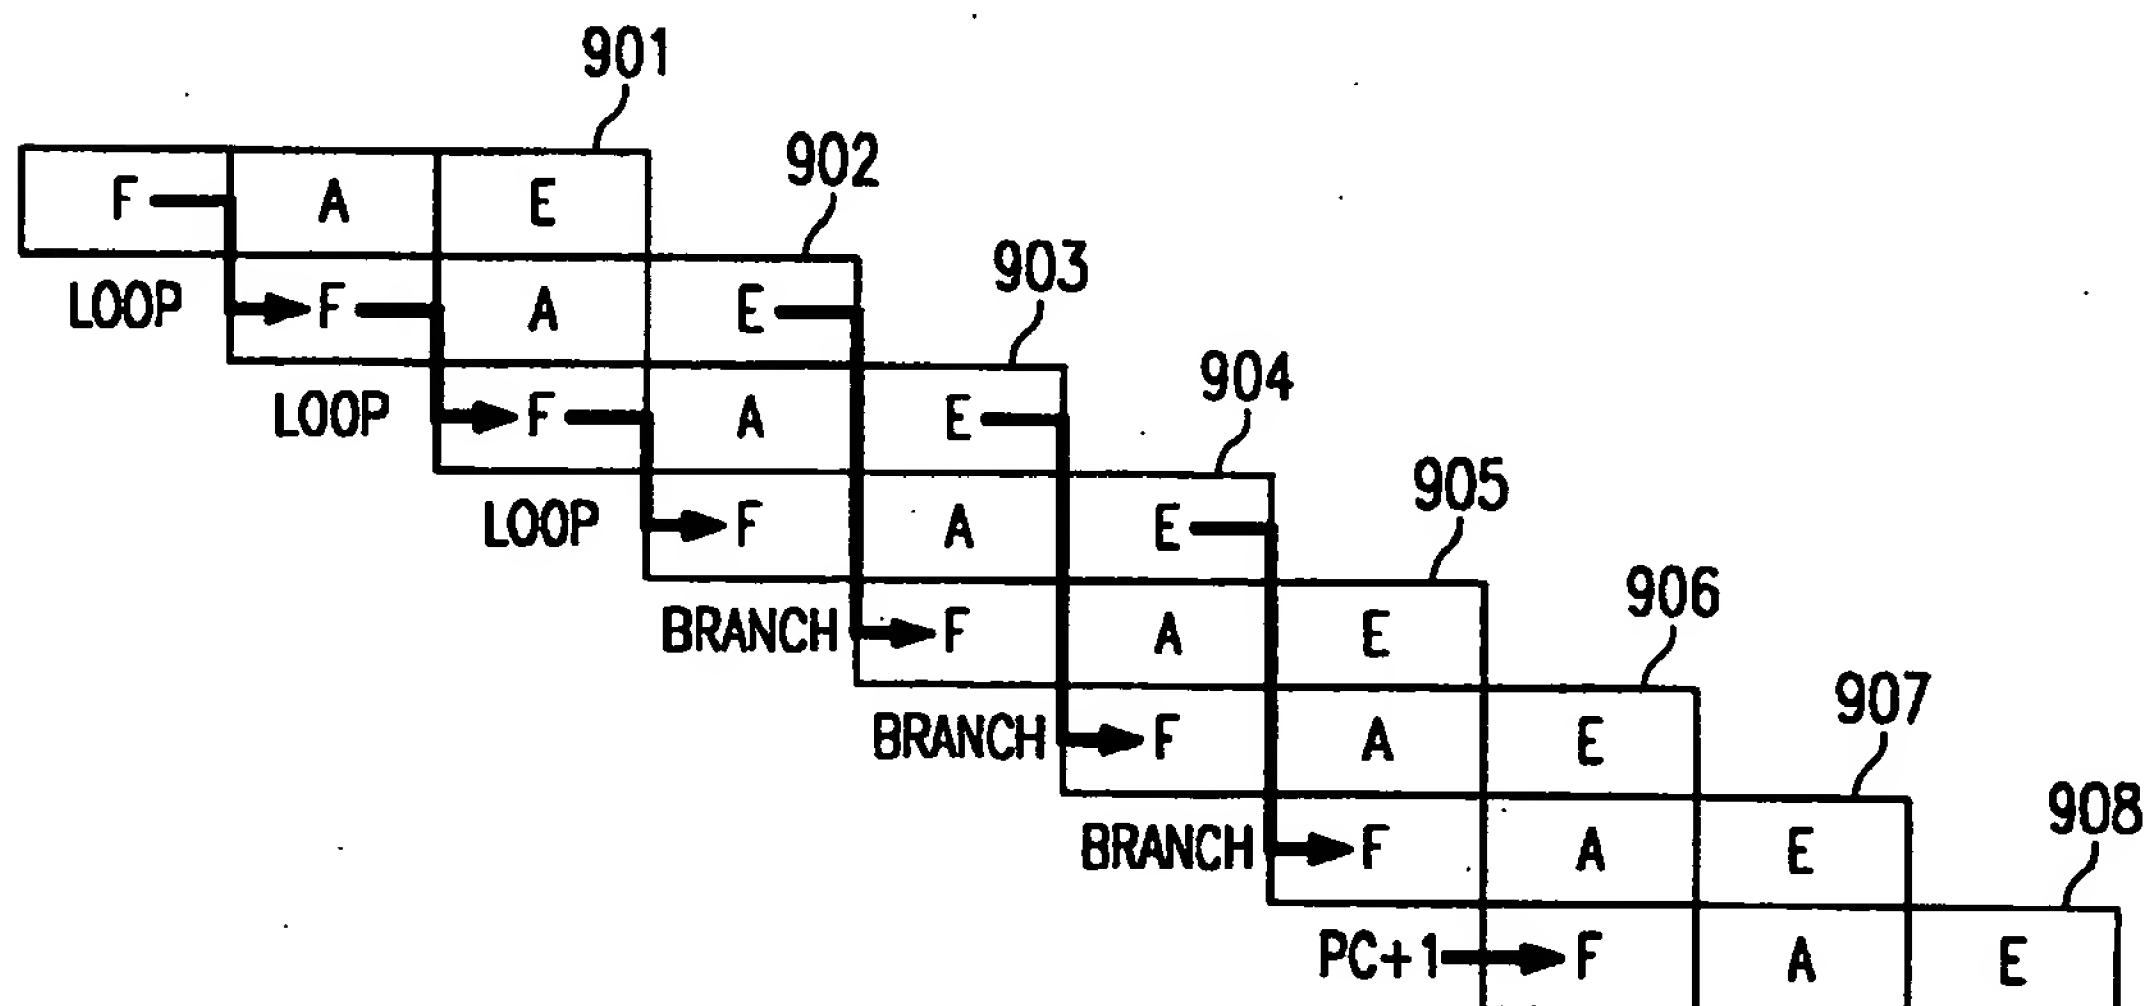 901
902
F A E
903
LOOP F A E
904
LOOP F A E
905
LOOP F A E
906
BRANCH F A E
907
BRANCH F A E
908
BRANCH F A E
PC+1 F A E